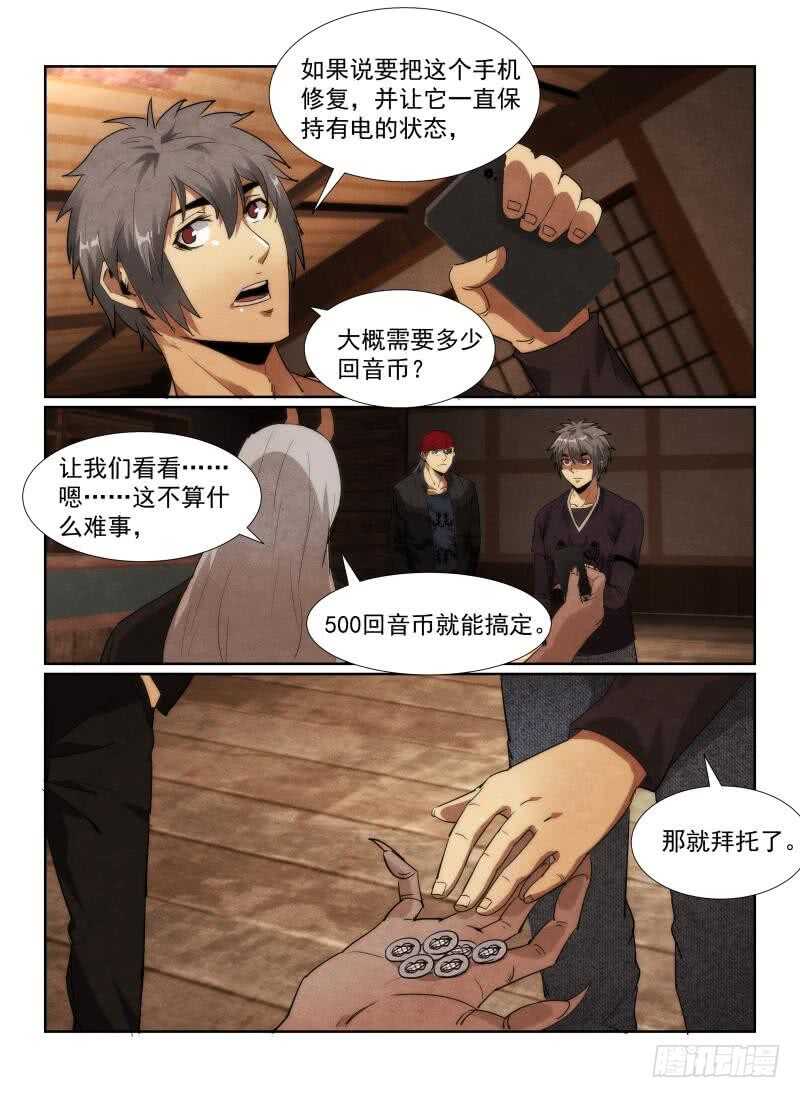 如果说要把这个手机
修复，并让它一直保
持有电的状态，
大概需要多少
回音币？
让我们看看……
嗯……这不算什
么难事，
500回音币就能搞定。
那就拜托了。
腾讯动漫